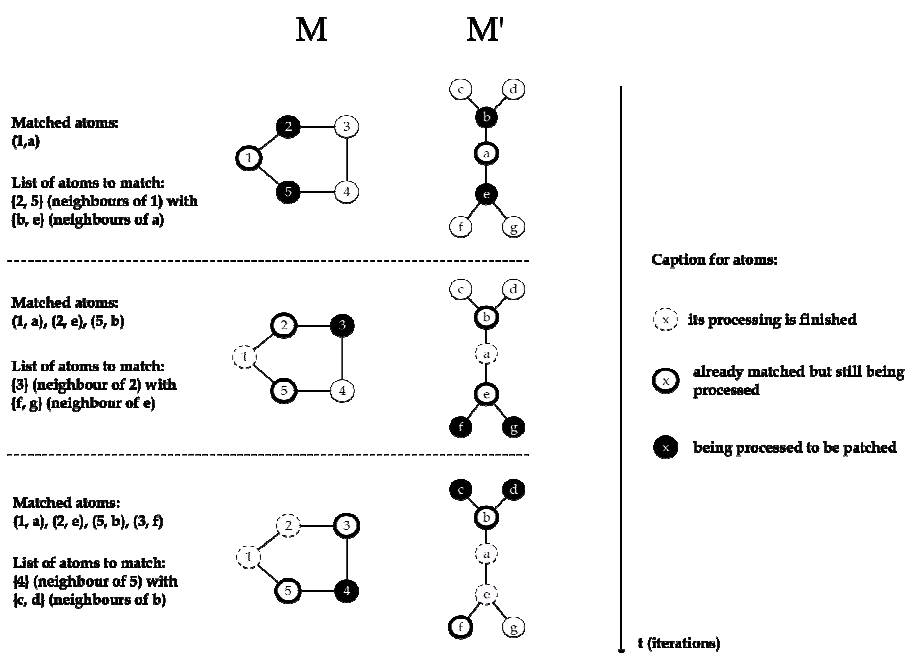 M
M'
Matched atoms:
(1,a)
List of atoms to match:
{2, 5} (neighbours of 1) with
{b, e} (neighbours of a)
1
2
3
4
5
c
d
b
a
e
f
g
Matched atoms:
(1, a), (2, e), (5, b)
List of atoms to match:
{3} (neighbour of 2) with
{f, g} (neighbour of e)
1
2
3
4
5
c
d
b
a
e
f
g
Matched atoms:
(1, a), (2, e), (5, b), (3, f)
List of atoms to match:
{4} (neighbour of 5) with
{c, d} (neighbours of b)
1
2
3
4
5
c
d
b
a
e
f
g
Caption for atoms:
x its processing is finished
x already matched but still being
processed
x being processed to be patched
t (iterations)